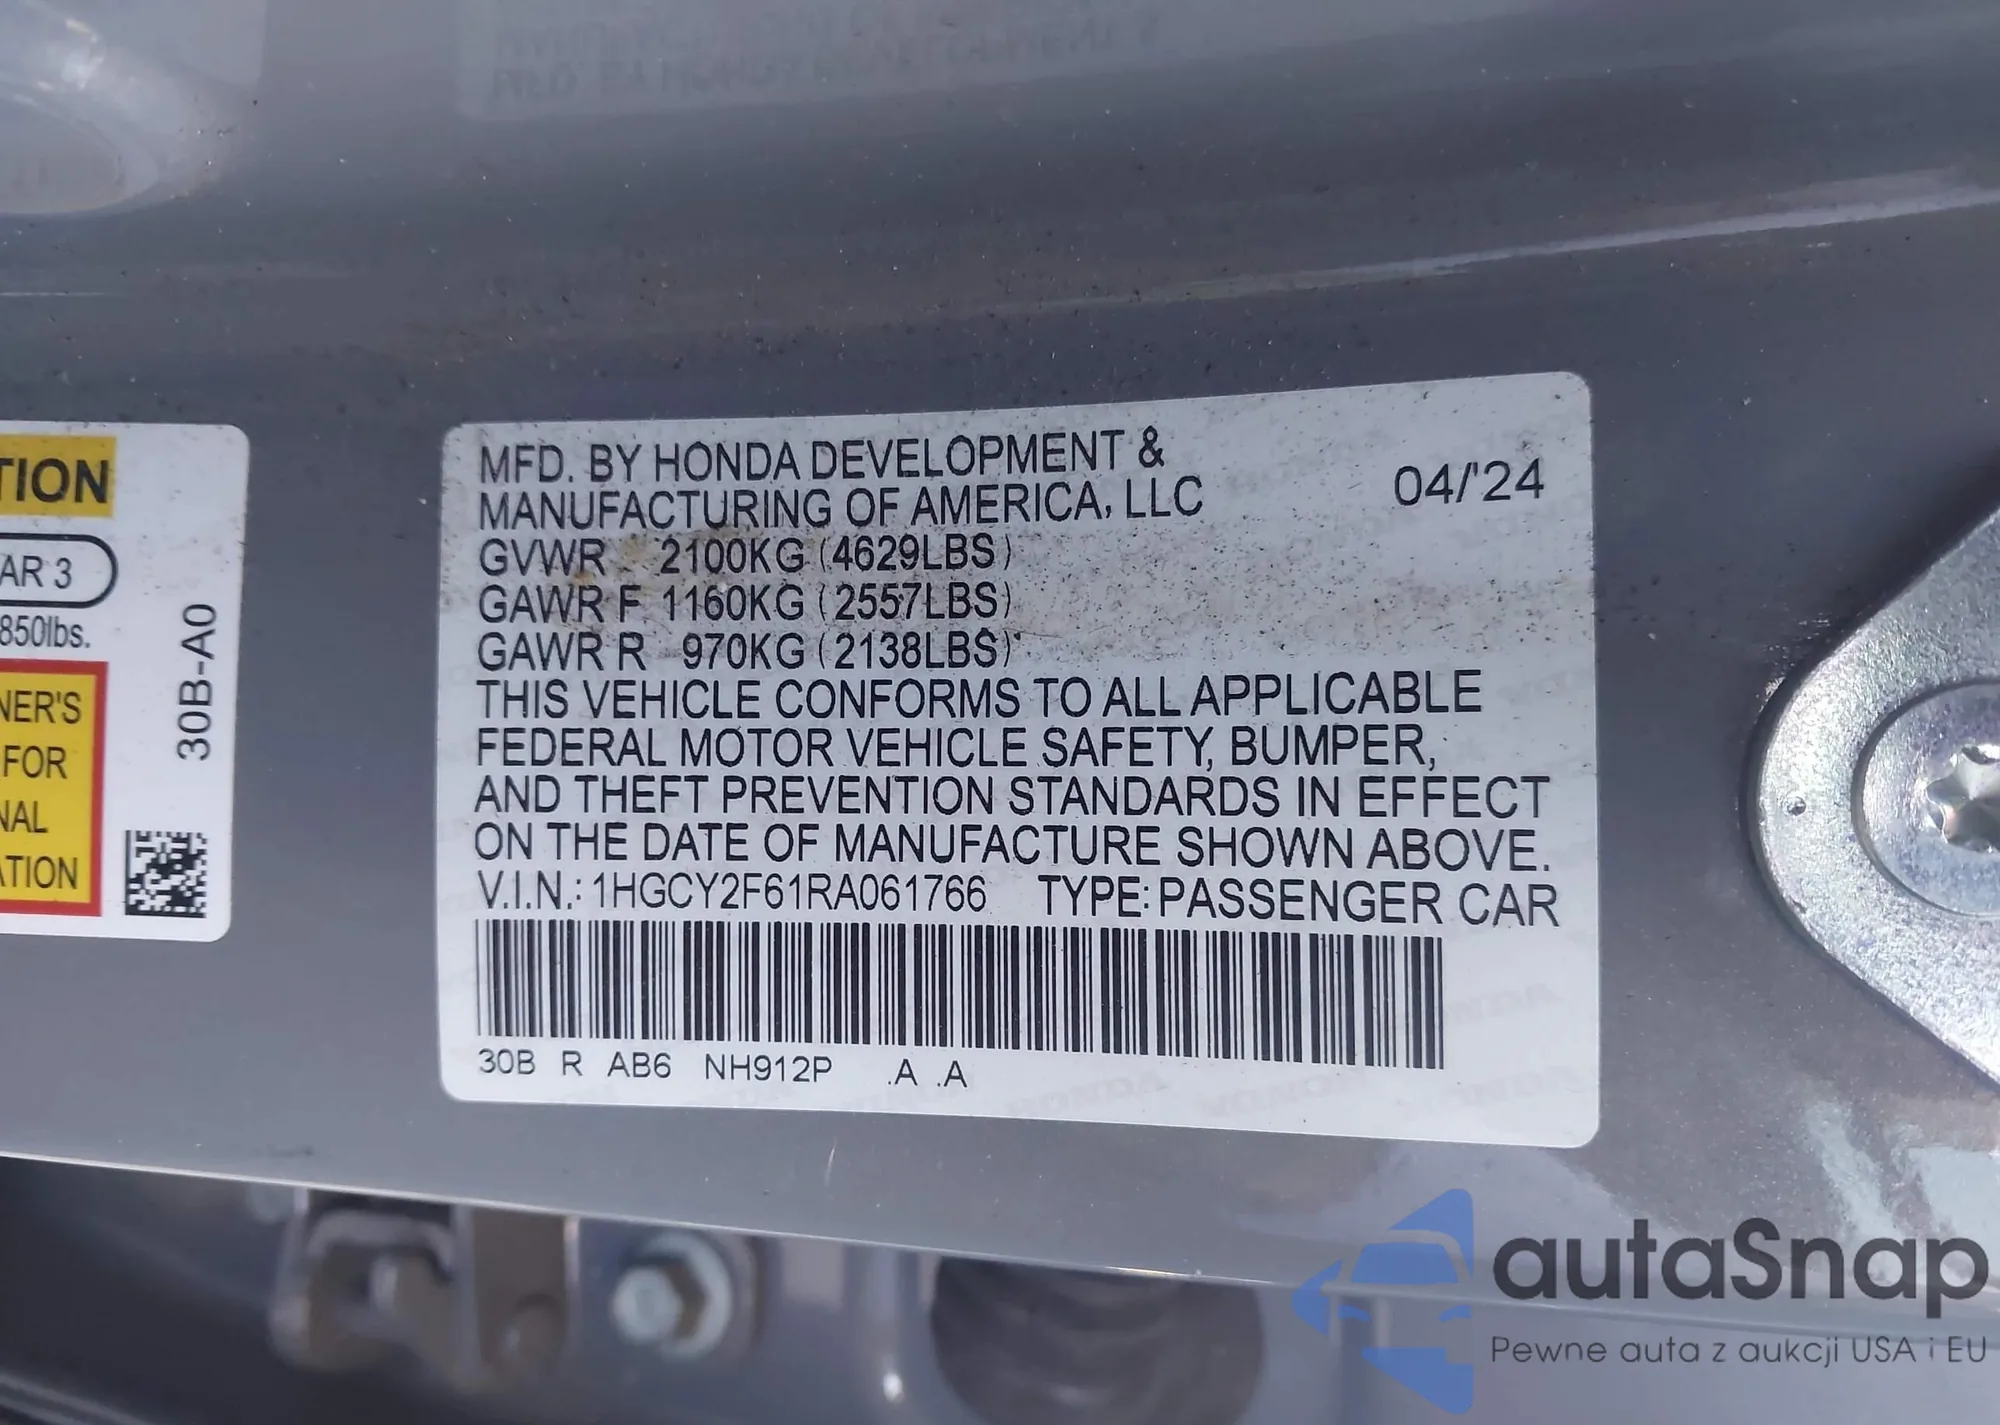 TION
AR 3
850lbs.
NER'S
FOR
NAL
ATION
30B-A0
MFD. BY HONDA DEVELOPMENT &
MANUFACTURING OF AMERICA, LLC
04/'24
GVWR 2100KG (4629LBS)
GAWR F 1160KG (2557LBS)
GAWR R 970KG (2138LBS)
THIS VEHICLE CONFORMS TO ALL APPLICABLE
FEDERAL MOTOR VEHICLE SAFETY, BUMPER,
AND THEFT PREVENTION STANDARDS IN EFFECT
ON THE DATE OF MANUFACTURE SHOWN ABOVE.
V.I.N.: 1HGCY2F61RA061766 TYPE: PASSENGER CAR
30B R AB6 NH912P .A .A
autaSnap
Pewne auta z aukcji USA i EU